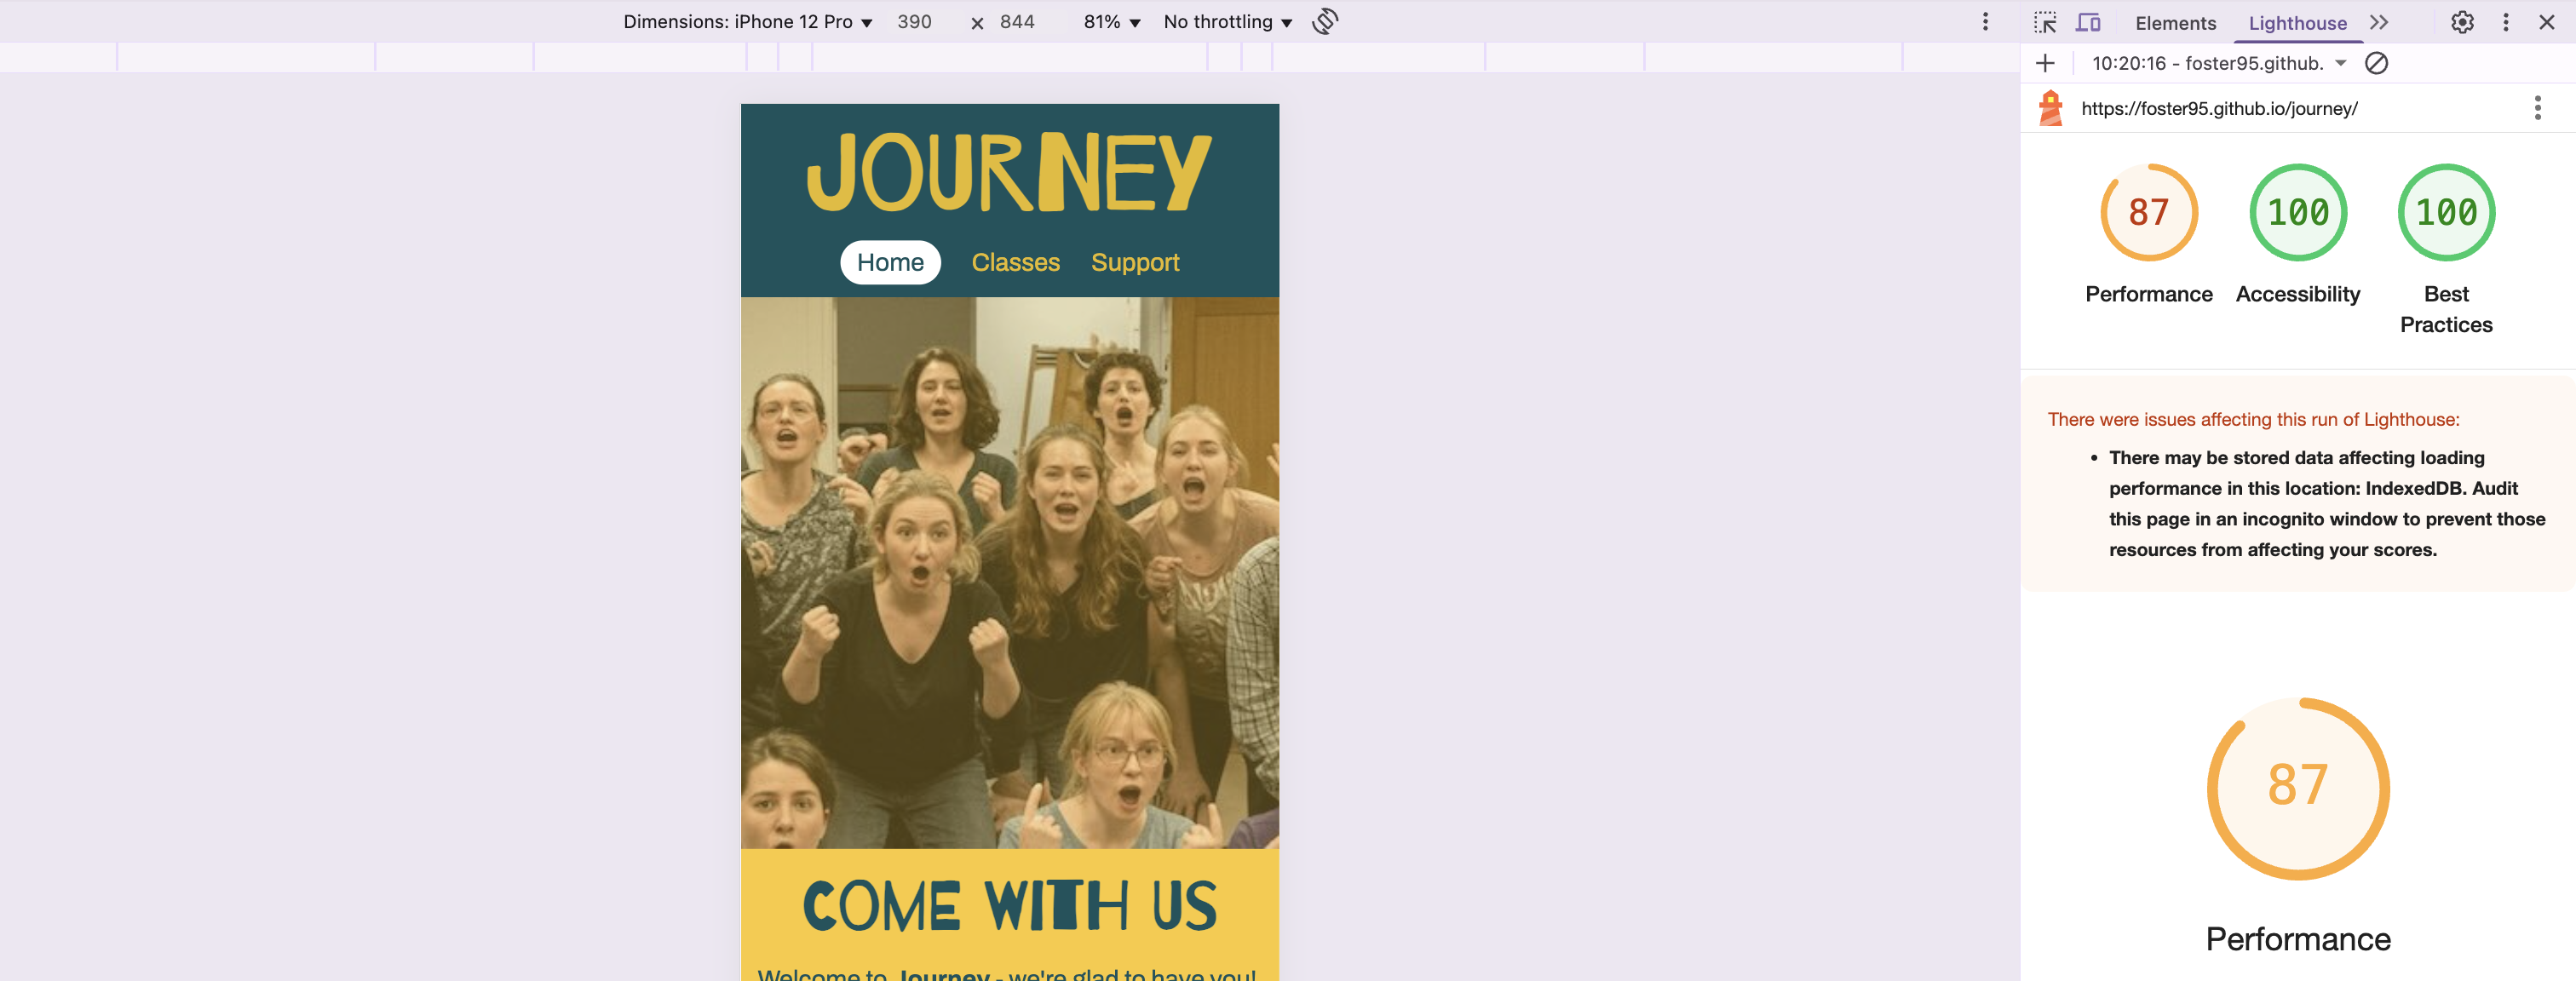 Dimensions: iPhone 12 Pro 390 × 844 81% No throttling
Elements Lighthouse
10:20:16 - foster95.github.
https://foster95.github.io/journey/
JOURNEY
Home Classes Support
87 100 100
Performance Accessibility Best
Practices
There were issues affecting this run of Lighthouse:
• There may be stored data affecting loading
performance in this location: IndexedDB. Audit
this page in an incognito window to prevent those
resources from affecting your scores.
87
Performance
COME WITH US
Welcome to Journey - we're glad to have you!